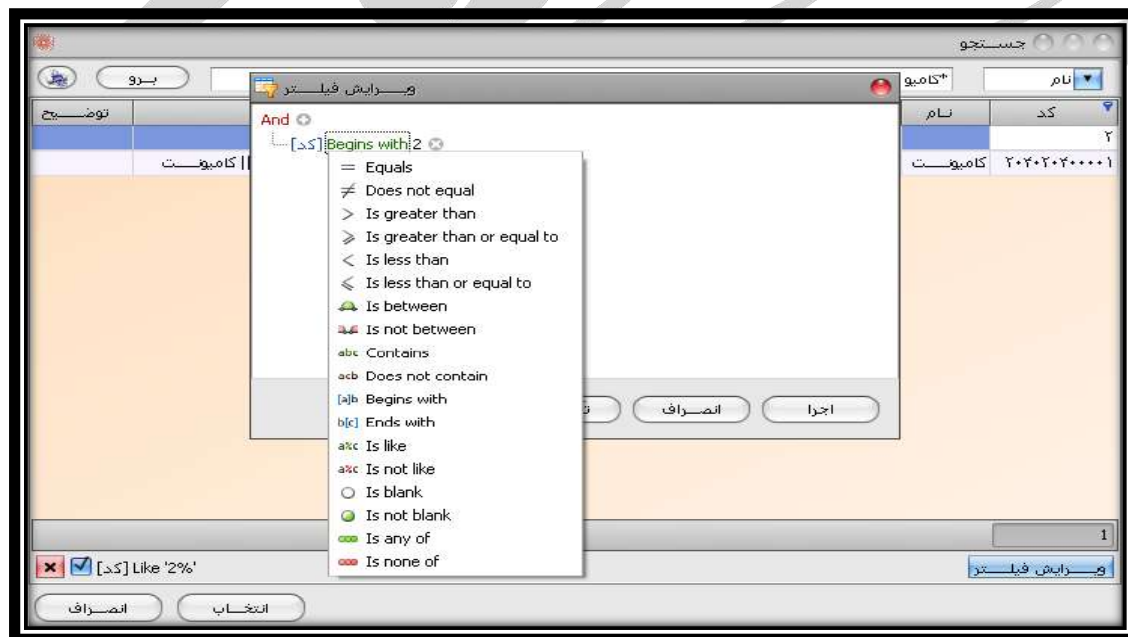 جستجو
نام
*کامیو
برو
ویرایش فیلتر
کد
نام
توضیح
۲
۲۰۴۰۲۰۴۰۰۰۰۱
کامیونت
|| کامیونت
And
[کد] Begins with 2
= Equals
≠ Does not equal
> Is greater than
⩾ Is greater than or equal to
< Is less than
⩽ Is less than or equal to
Is between
Is not between
abc Contains
acb Does not contain
[a]b Begins with
b[c] Ends with
a%c Is like
a%c Is not like
Is blank
Is not blank
Is any of
Is none of
اجرا
انصراف
1
[کد] Like '2%'
ویرایش فیلتر
انتخاب
انصراف